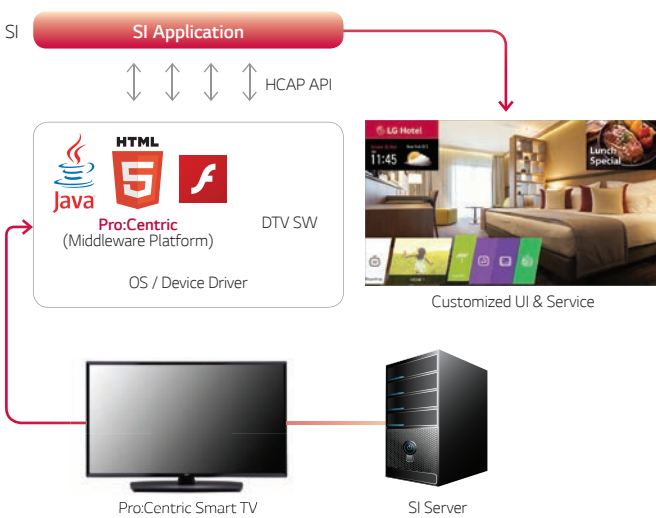 SI
SI Application
HCAP API
HTML
5
Java
Pro:Centric
(Middleware Platform)
DTV SW
OS / Device Driver
LG Hotel
11:45
Lunch
Special
Customized UI & Service
Pro:Centric Smart TV
SI Server